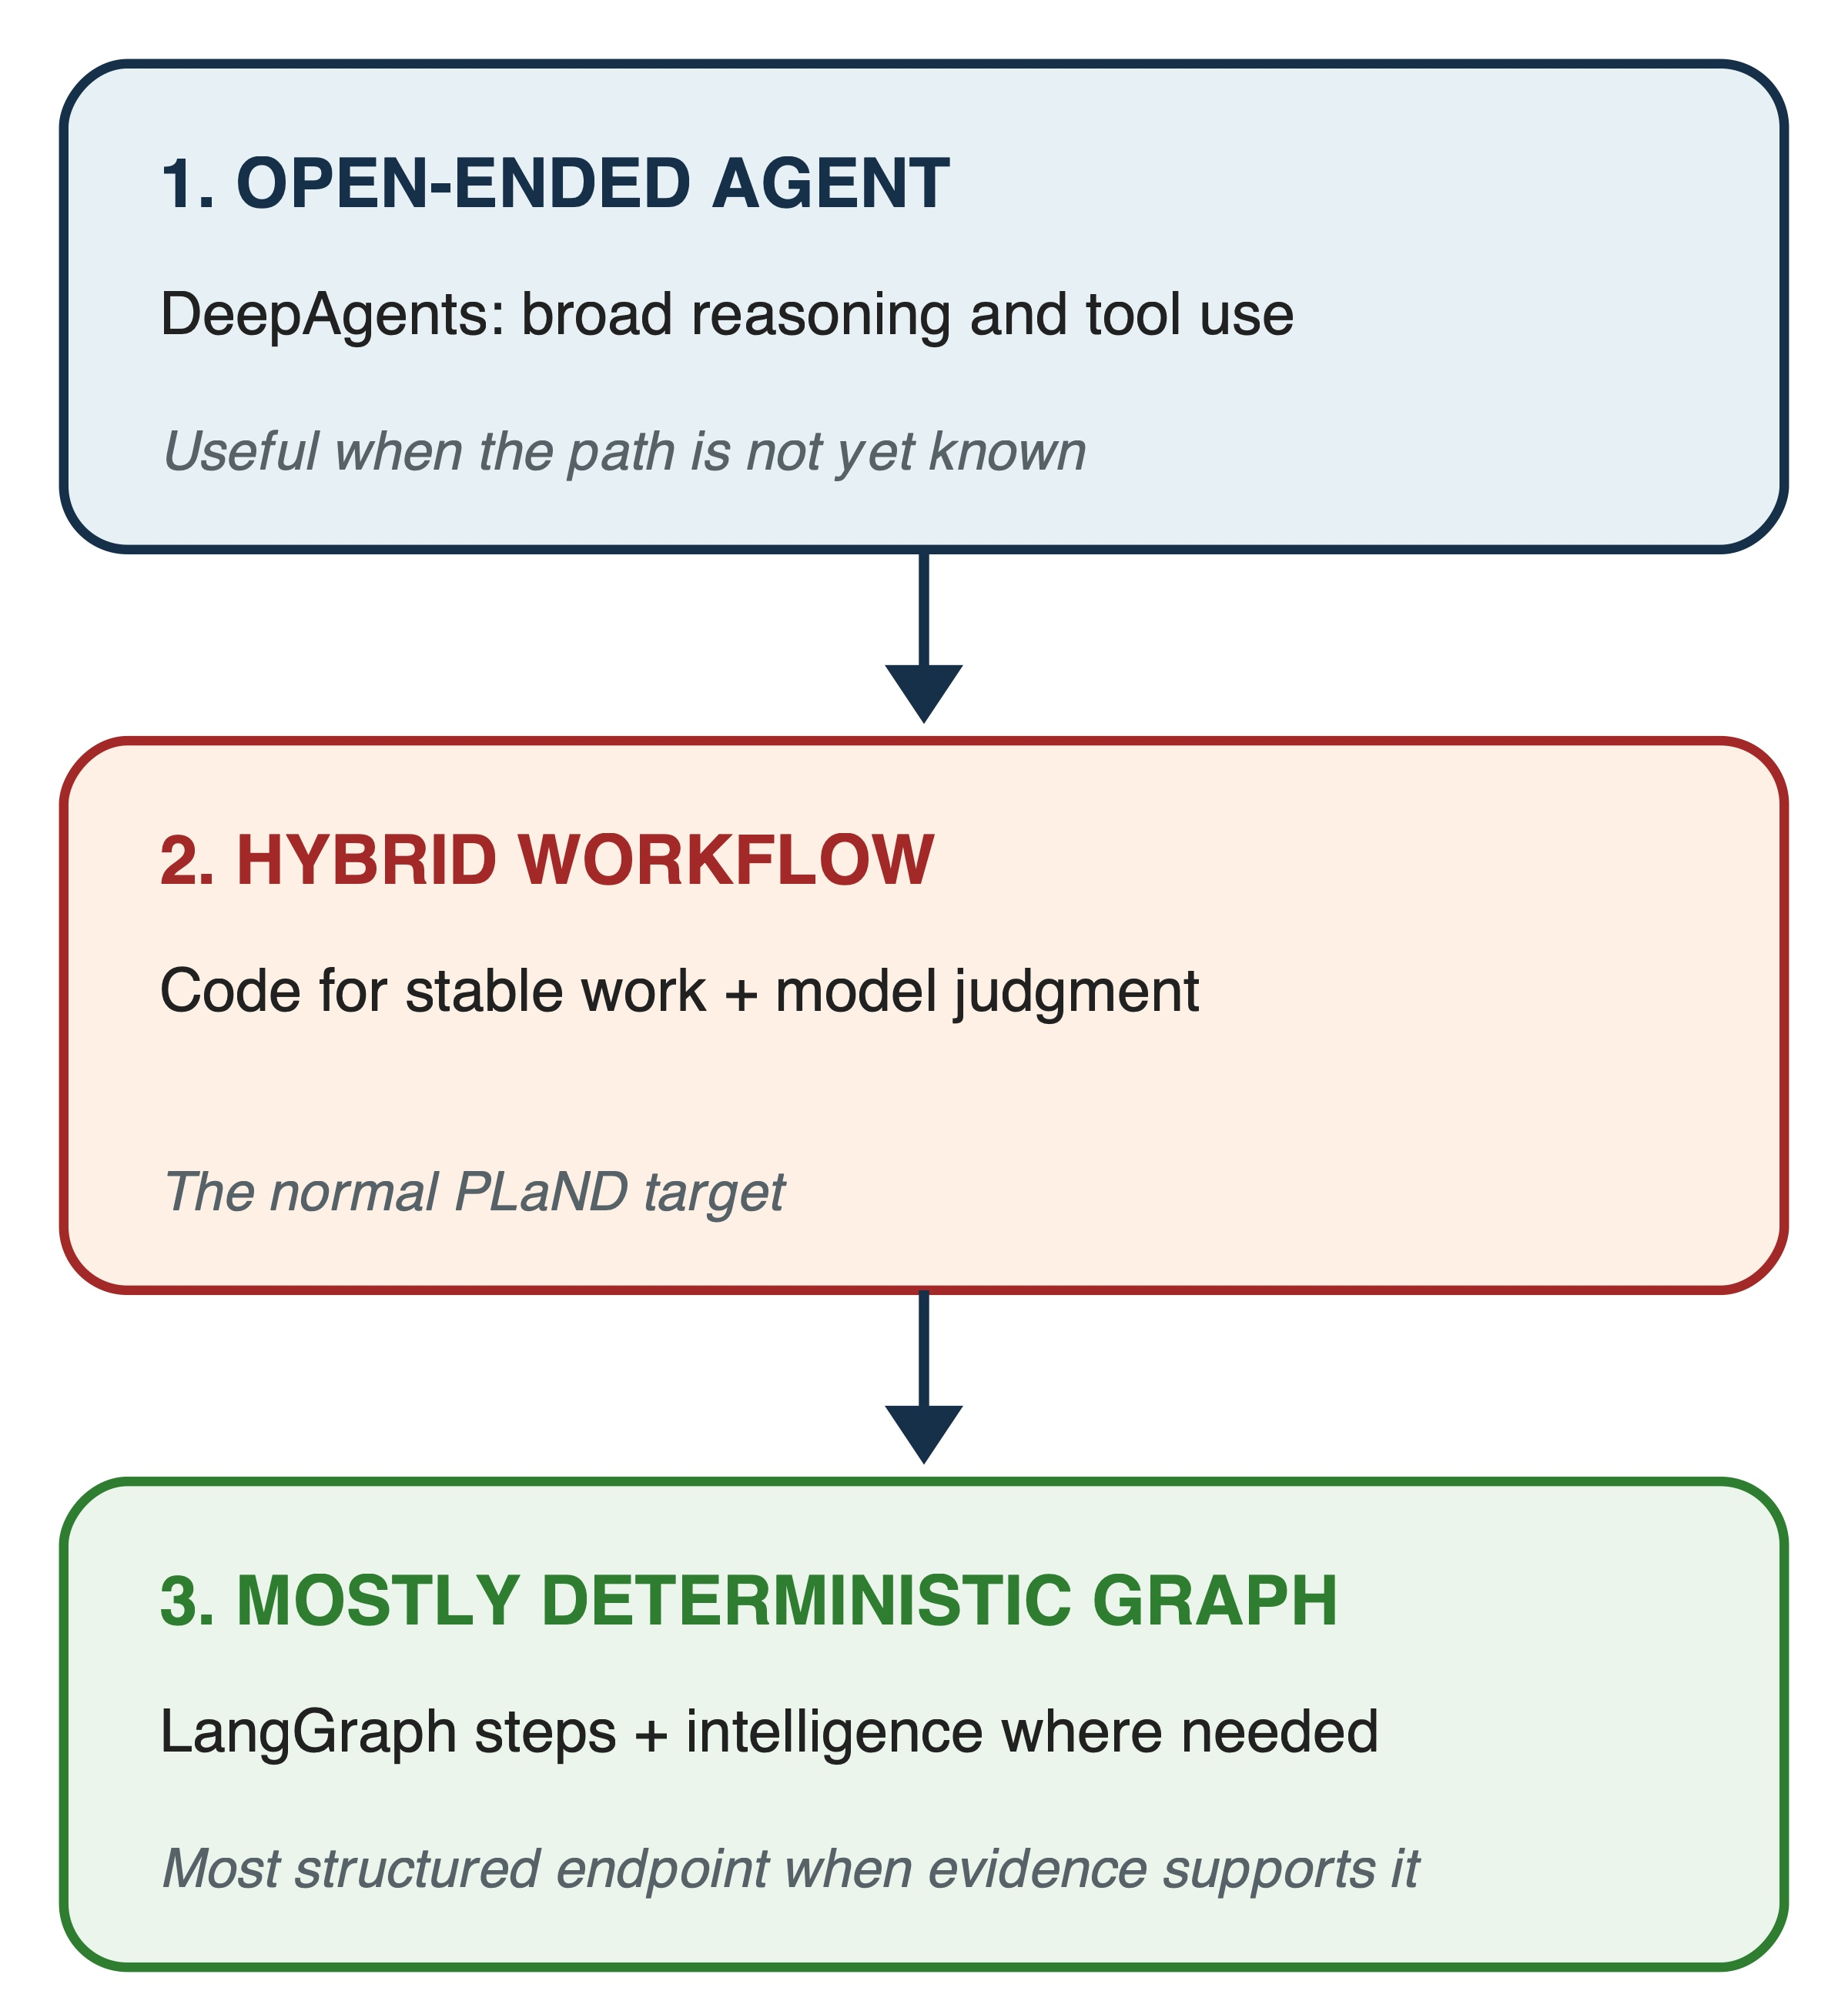 1. OPEN-ENDED AGENT
DeepAgents: broad reasoning and tool use
Useful when the path is not yet known
2. HYBRID WORKFLOW
Code for stable work + model judgment
The normal PLaND target
3. MOSTLY DETERMINISTIC GRAPH
LangGraph steps + intelligence where needed
Most structured endpoint when evidence supports it